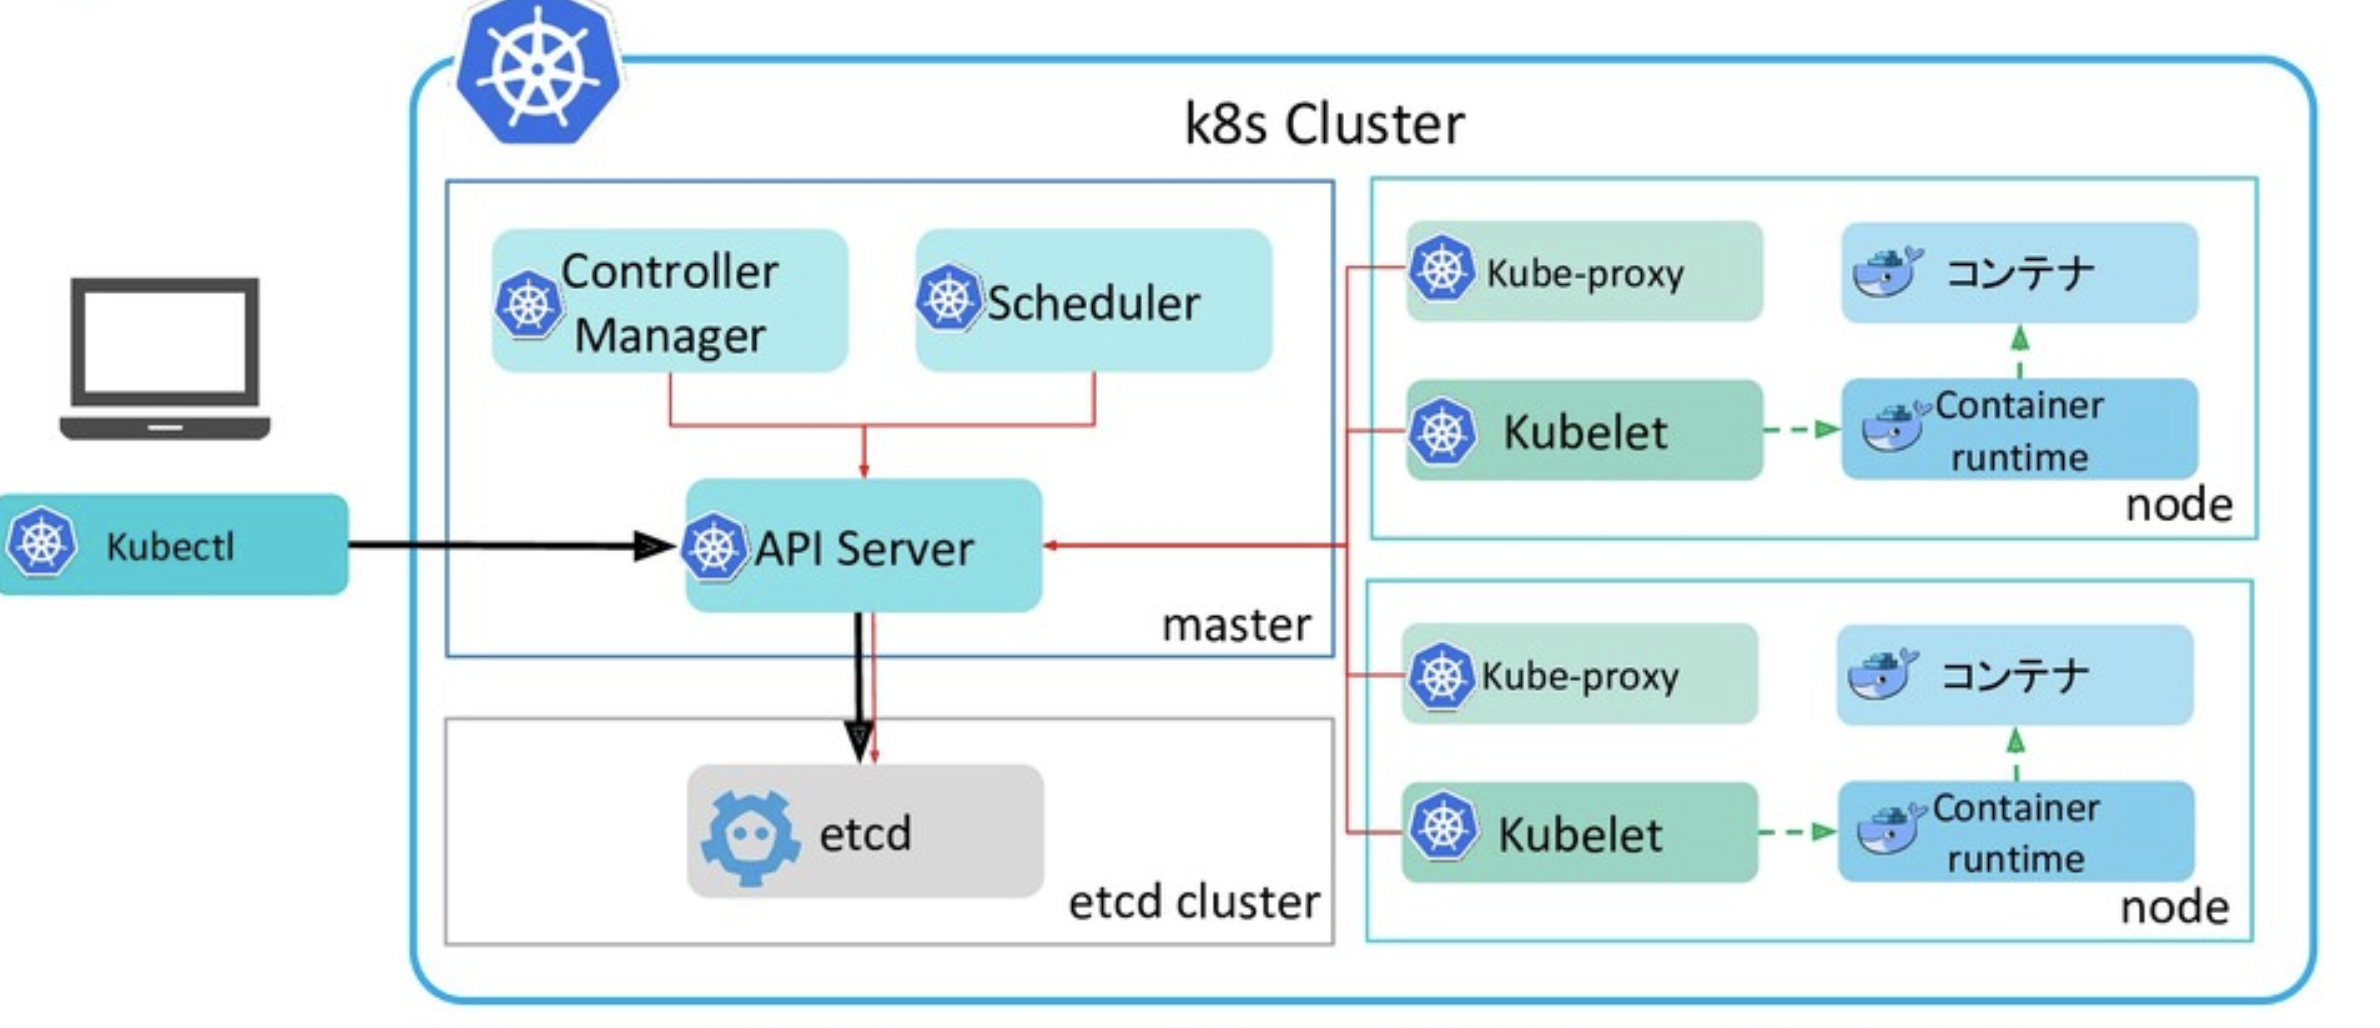 k8s Cluster
Controller
Manager
Scheduler
Kubectl
API Server
master
etcd
etcd cluster
Kube-proxy
コンテナ
Kubelet
Container
runtime
node
Kube-proxy
コンテナ
Kubelet
Container
runtime
node